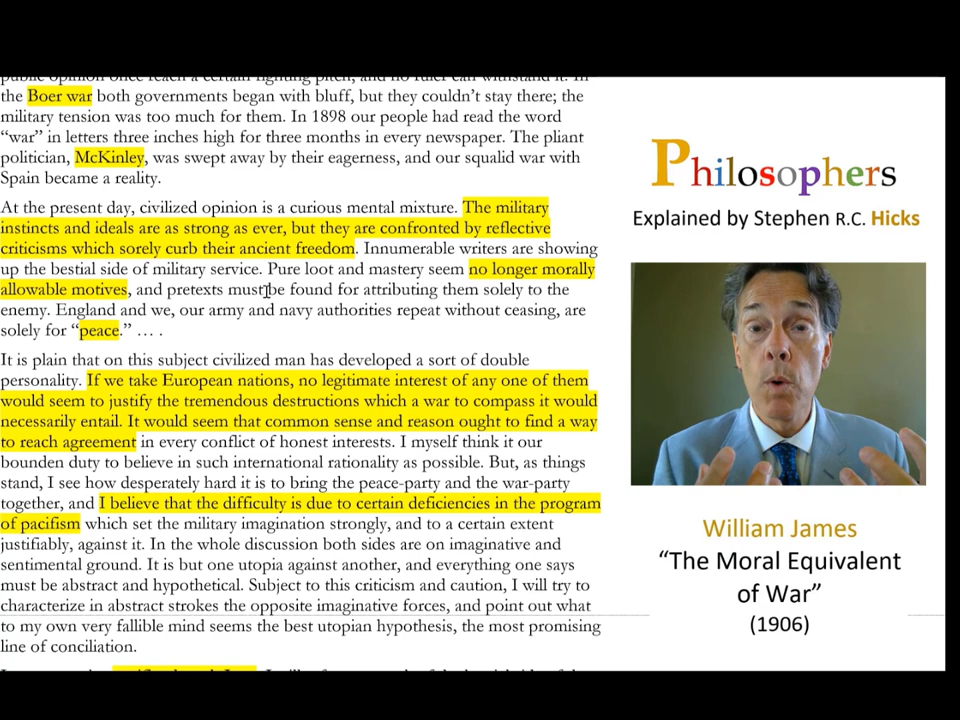 public opinion once reach a certain fighting pitch, and no ruler can withstand it. In
the Boer war both governments began with bluff, but they couldn’t stay there; the
military tension was too much for them. In 1898 our people had read the word
“war” in letters three inches high for three months in every newspaper. The pliant
politician, McKinley, was swept away by their eagerness, and our squalid war with
Spain became a reality.
At the present day, civilized opinion is a curious mental mixture. The military
instincts and ideals are as strong as ever, but they are confronted by reflective
criticisms which sorely curb their ancient freedom. Innumerable writers are showing
up the bestial side of military service. Pure loot and mastery seem no longer morally
allowable motives, and pretexts must be found for attributing them solely to the
enemy. England and we, our army and navy authorities repeat without ceasing, are
solely for “peace.” … .
It is plain that on this subject civilized man has developed a sort of double
personality. If we take European nations, no legitimate interest of any one of them
would seem to justify the tremendous destructions which a war to compass it would
necessarily entail. It would seem that common sense and reason ought to find a way
to reach agreement in every conflict of honest interests. I myself think it our
bounden duty to believe in such international rationality as possible. But, as things
stand, I see how desperately hard it is to bring the peace-party and the war-party
together, and I believe that the difficulty is due to certain deficiencies in the program
of pacifism which set the military imagination strongly, and to a certain extent
justifiably, against it. In the whole discussion both sides are on imaginative and
sentimental ground. It is but one utopia against another, and everything one says
must be abstract and hypothetical. Subject to this criticism and caution, I will try to
characterize in abstract strokes the opposite imaginative forces, and point out what
to my own very fallible mind seems the best utopian hypothesis, the most promising
line of conciliation.
Philosophers
Explained by Stephen R.C. Hicks
William James
“The Moral Equivalent
of War”
(1906)